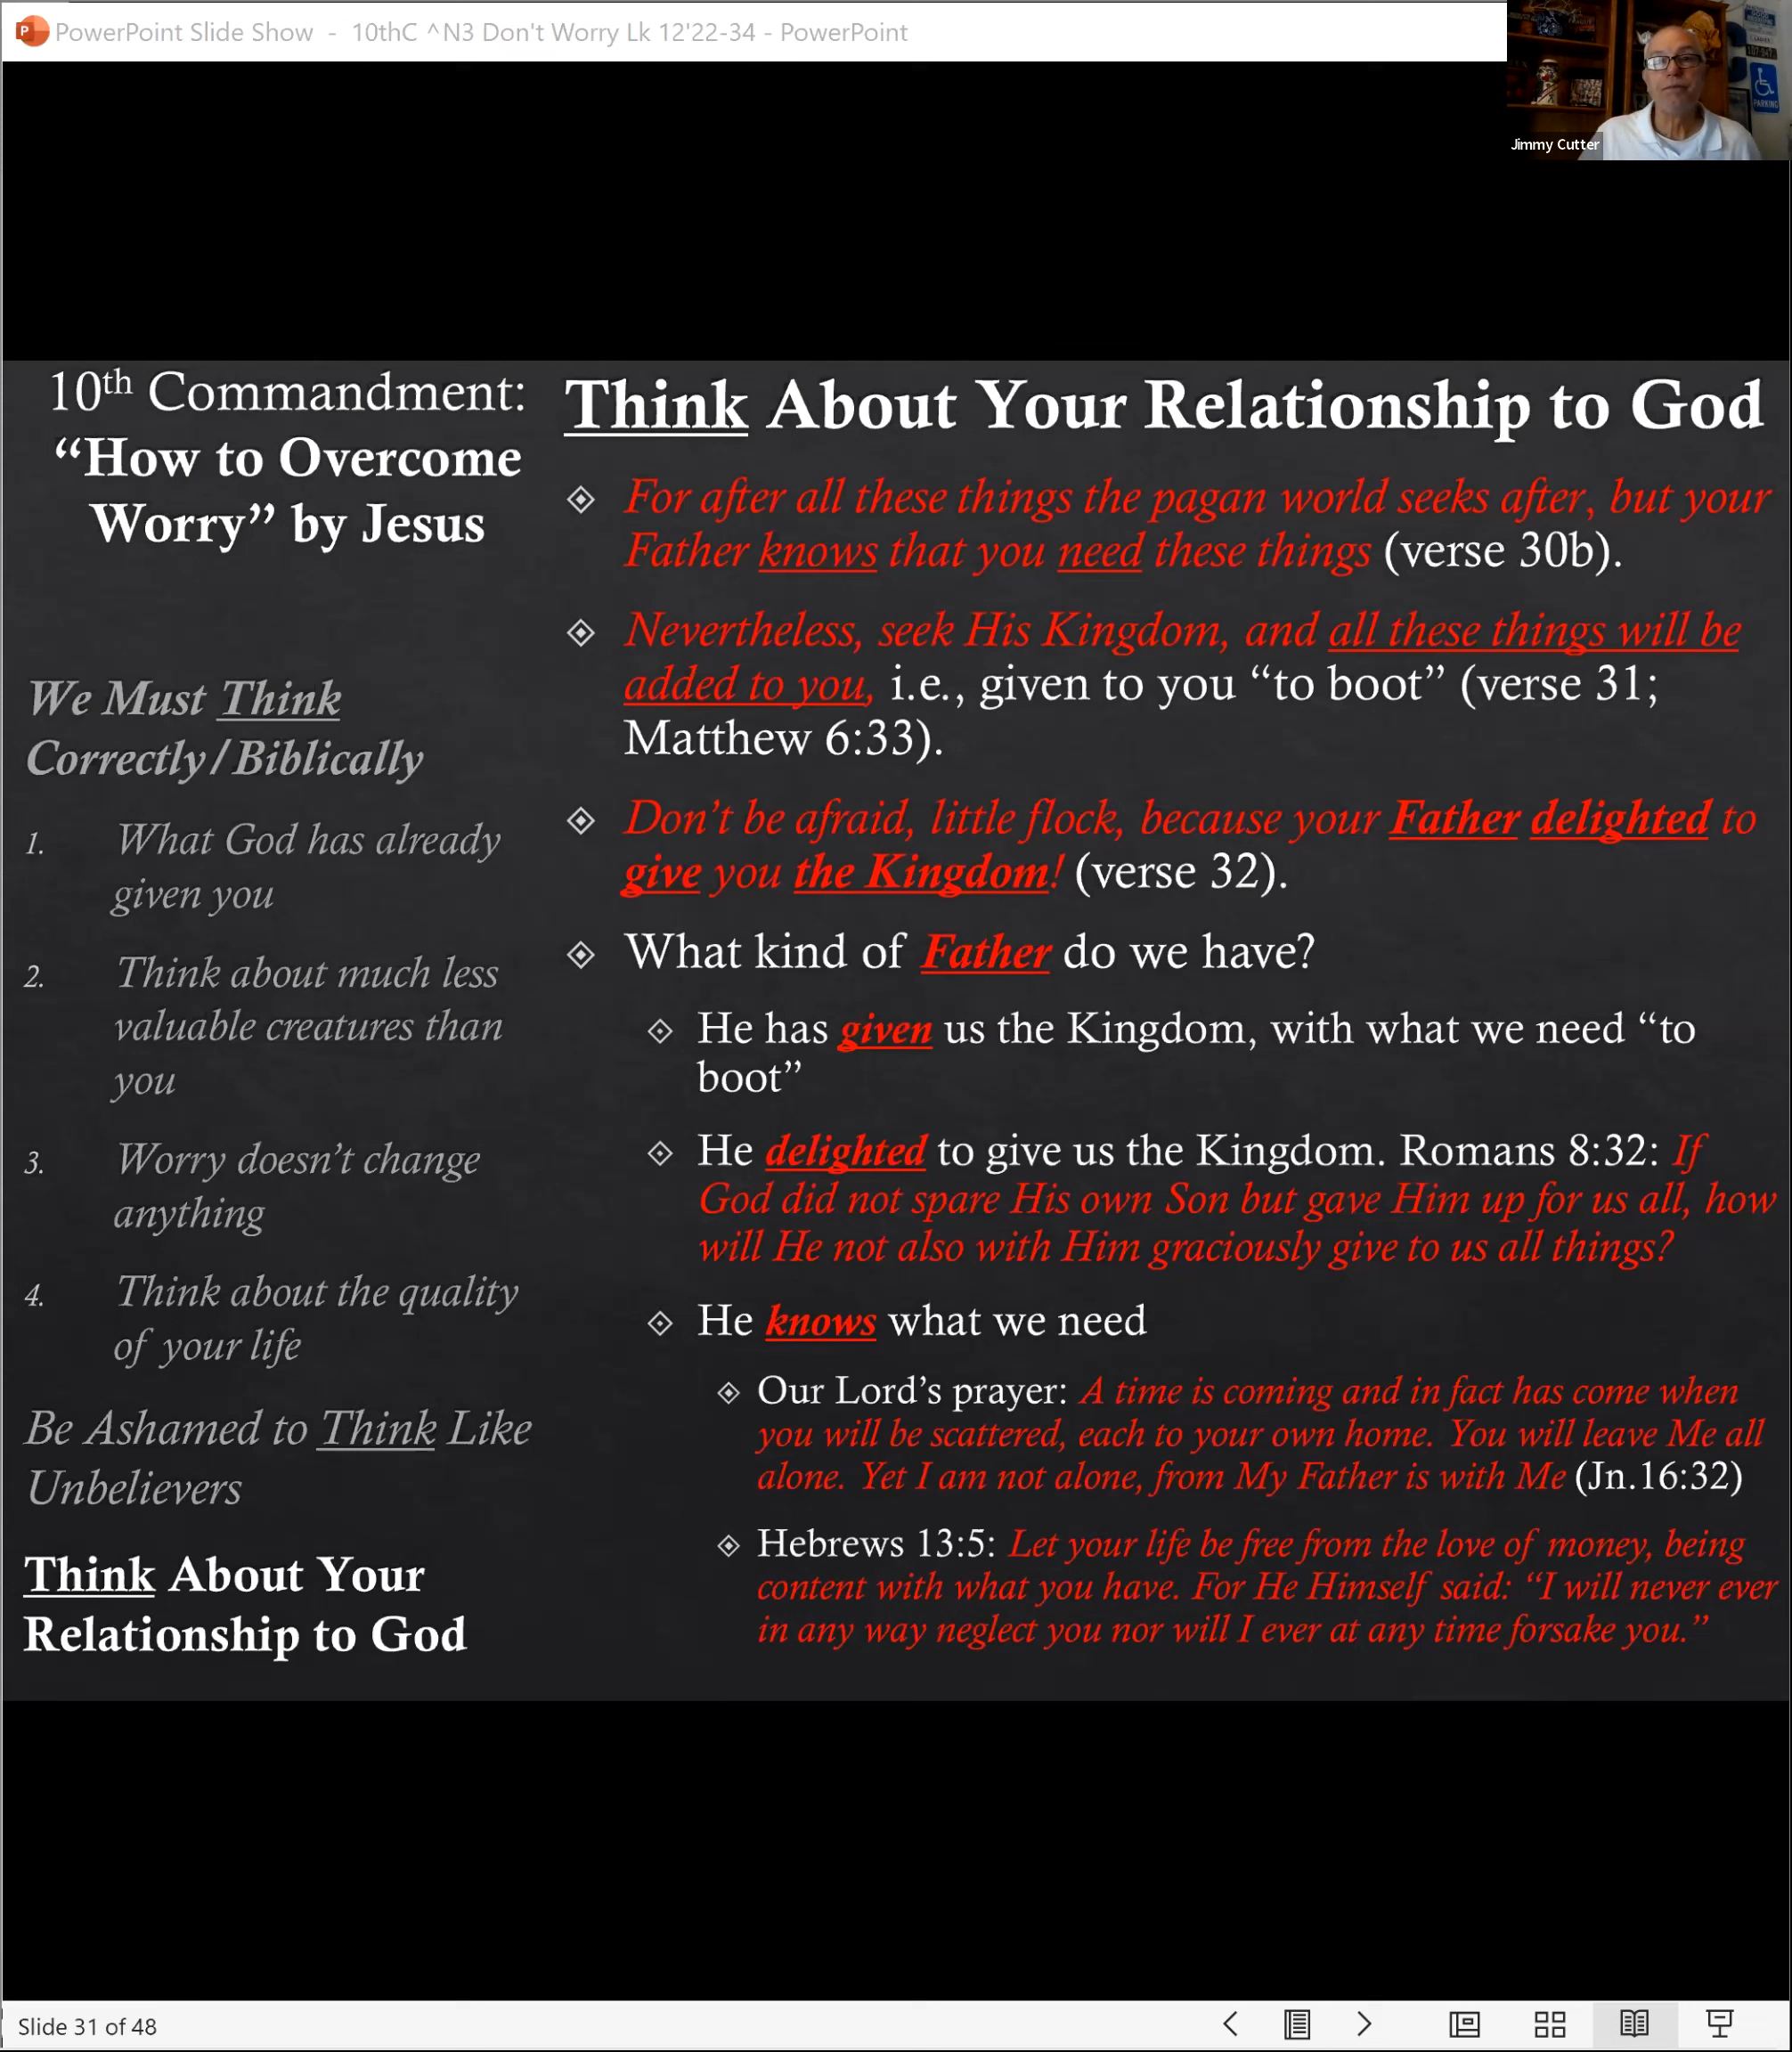 PowerPoint Slide Show - 10thC ^N3 Don't Worry Lk 12'22-34 - PowerPoint
Jimmy Cutter
PARKING
10th Commandment:
“How to Overcome
Worry” by Jesus
We Must Think
Correctly/Biblically
1. What God has already
given you
2. Think about much less
valuable creatures than
you
3. Worry doesn’t change
anything
4. Think about the quality
of your life
Be Ashamed to Think Like
Unbelievers
Think About Your
Relationship to God
Think About Your Relationship to God
For after all these things the pagan world seeks after, but your
Father knows that you need these things (verse 30b).
Nevertheless, seek His Kingdom, and all these things will be
added to you, i.e., given to you “to boot” (verse 31;
Matthew 6:33).
Don’t be afraid, little flock, because your Father delighted to
give you the Kingdom! (verse 32).
What kind of Father do we have?
He has given us the Kingdom, with what we need “to
boot”
He delighted to give us the Kingdom. Romans 8:32: If
God did not spare His own Son but gave Him up for us all, how
will He not also with Him graciously give to us all things?
He knows what we need
Our Lord’s prayer: A time is coming and in fact has come when
you will be scattered, each to your own home. You will leave Me all
alone. Yet I am not alone, from My Father is with Me (Jn.16:32)
Hebrews 13:5: Let your life be free from the love of money, being
content with what you have. For He Himself said: “I will never ever
in any way neglect you nor will I ever at any time forsake you.”
Slide 31 of 48